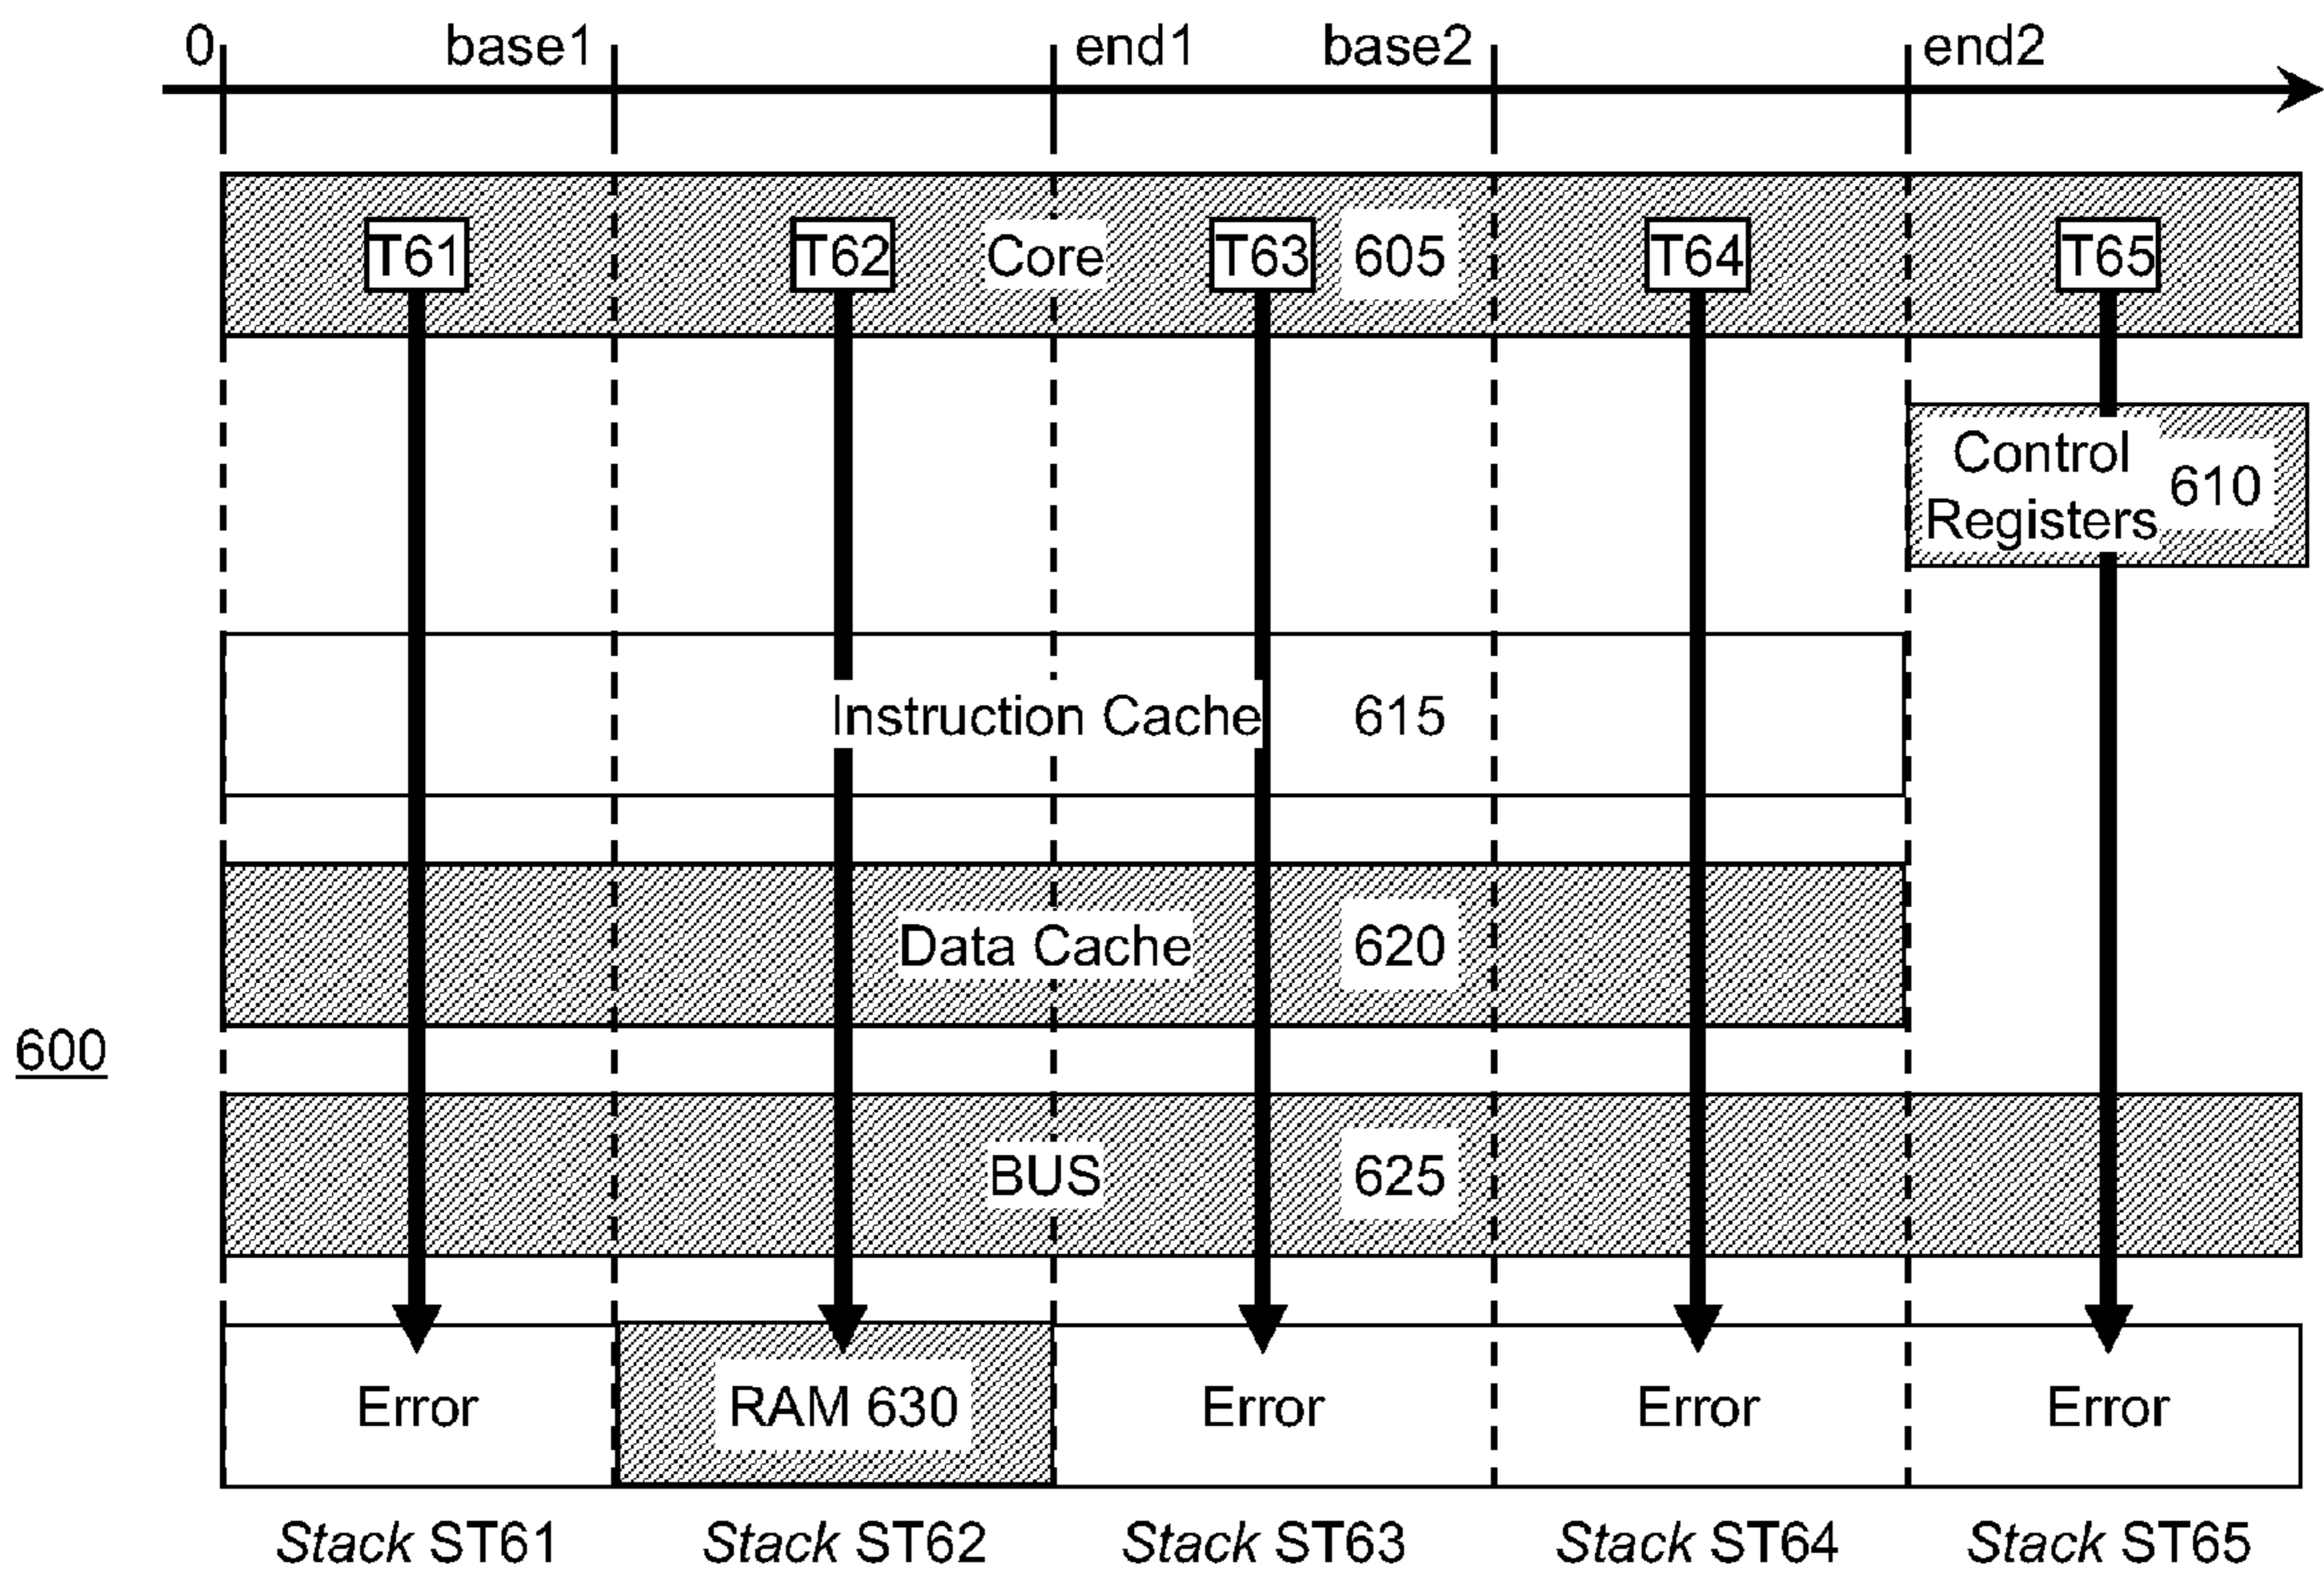 0 base1 end1 base2 end2
T61 T62 Core T63 605 T64 T65
Control
Registers 610
Instruction Cache 615
Data Cache 620
600
BUS 625
Error RAM 630 Error Error Error
Stack ST61 Stack ST62 Stack ST63 Stack ST64 Stack ST65